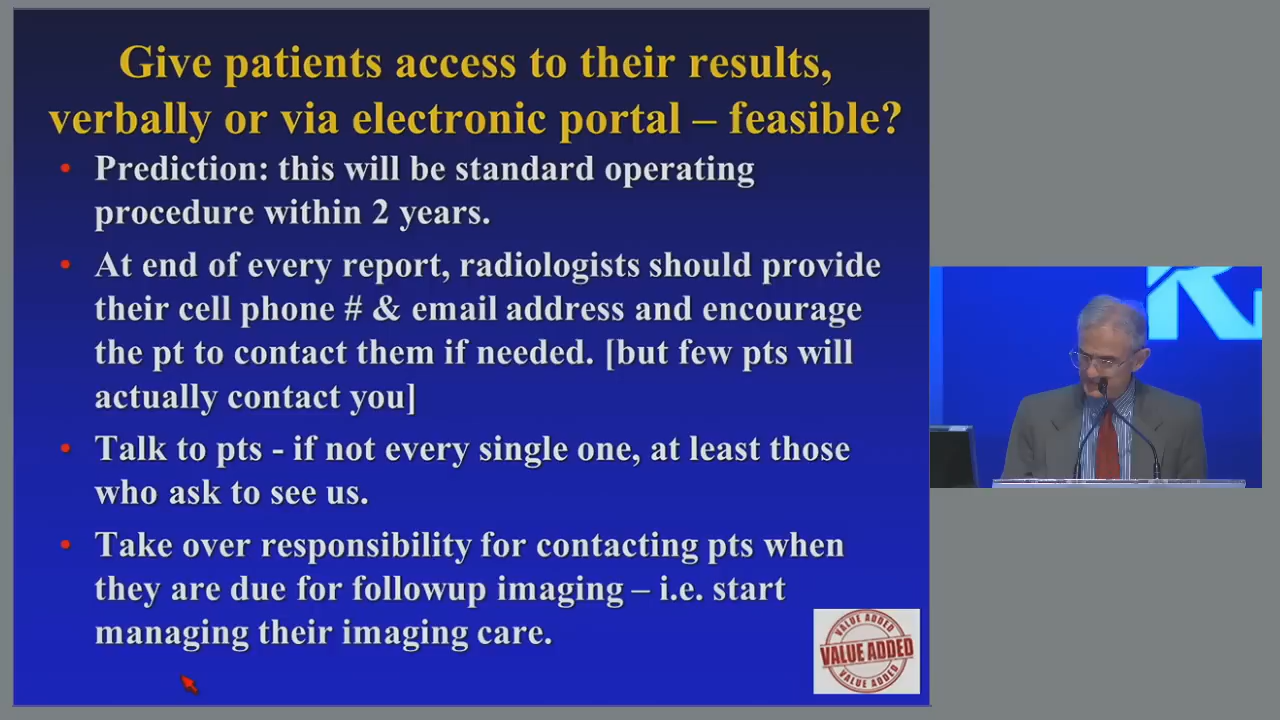 Give patients access to their results,
verbally or via electronic portal – feasible?
• Prediction: this will be standard operating
procedure within 2 years.
• At end of every report, radiologists should provide
their cell phone # & email address and encourage
the pt to contact them if needed. [but few pts will
actually contact you]
• Talk to pts - if not every single one, at least those
who ask to see us.
• Take over responsibility for contacting pts when
they are due for followup imaging – i.e. start
managing their imaging care.
VALUE ADDED
VALUE ADDED
VALUE ADDED